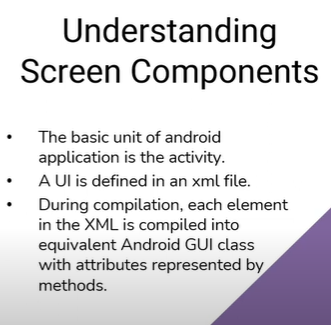 Understanding
Screen Components
• The basic unit of android
application is the activity.
• A UI is defined in an xml file.
• During compilation, each element
in the XML is compiled into
equivalent Android GUI class
with attributes represented by
methods.